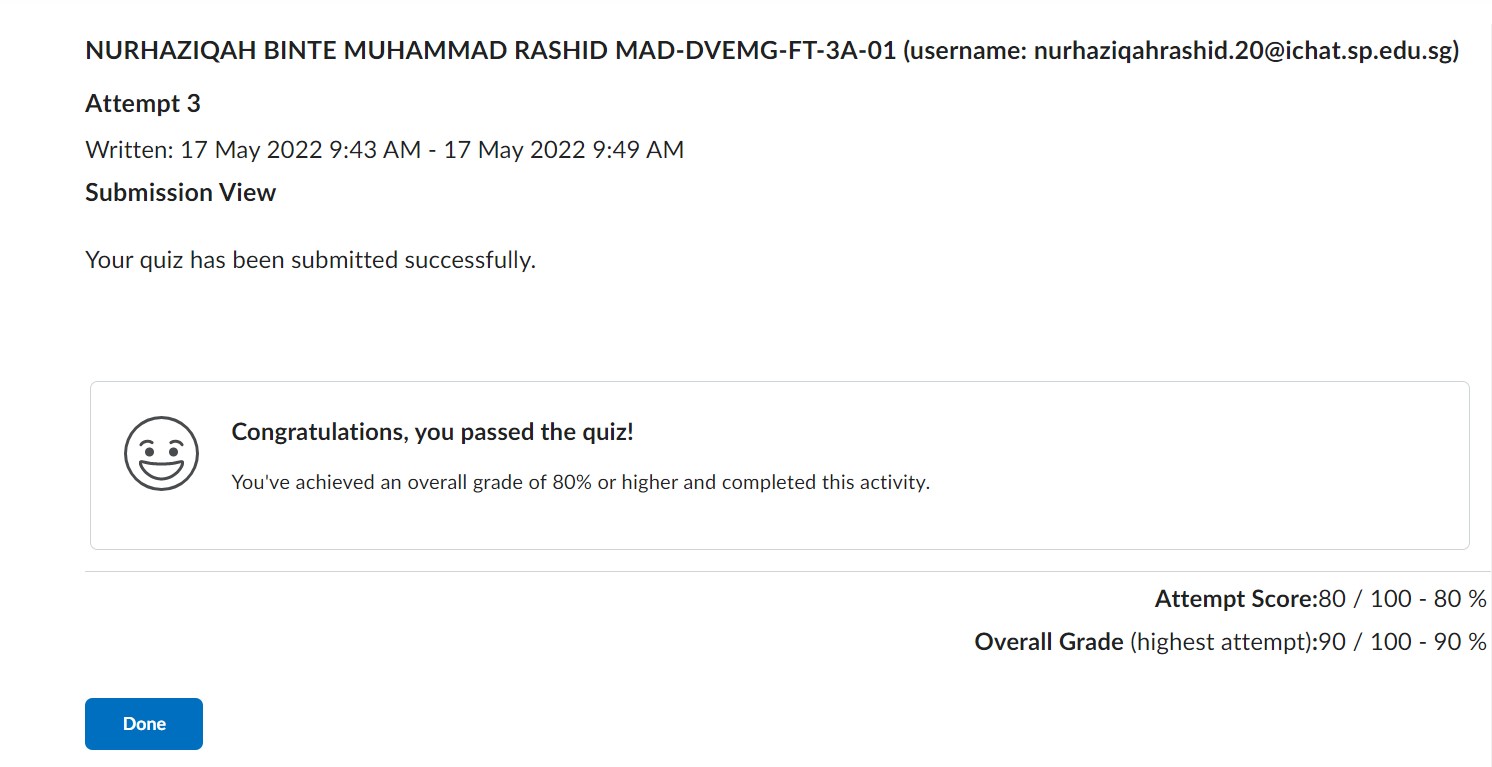 NURHAZIQAH BINTE MUHAMMAD RASHID MAD-DVEMG-FT-3A-01 (username: nurhaziqahrashid.20@ichat.sp.edu.sg)
Attempt 3
Written: 17 May 2022 9:43 AM - 17 May 2022 9:49 AM
Submission View
Your quiz has been submitted successfully.
Congratulations, you passed the quiz!
You've achieved an overall grade of 80% or higher and completed this activity.
Attempt Score:80 / 100 - 80 %
Overall Grade (highest attempt):90 / 100 - 90 %
Done